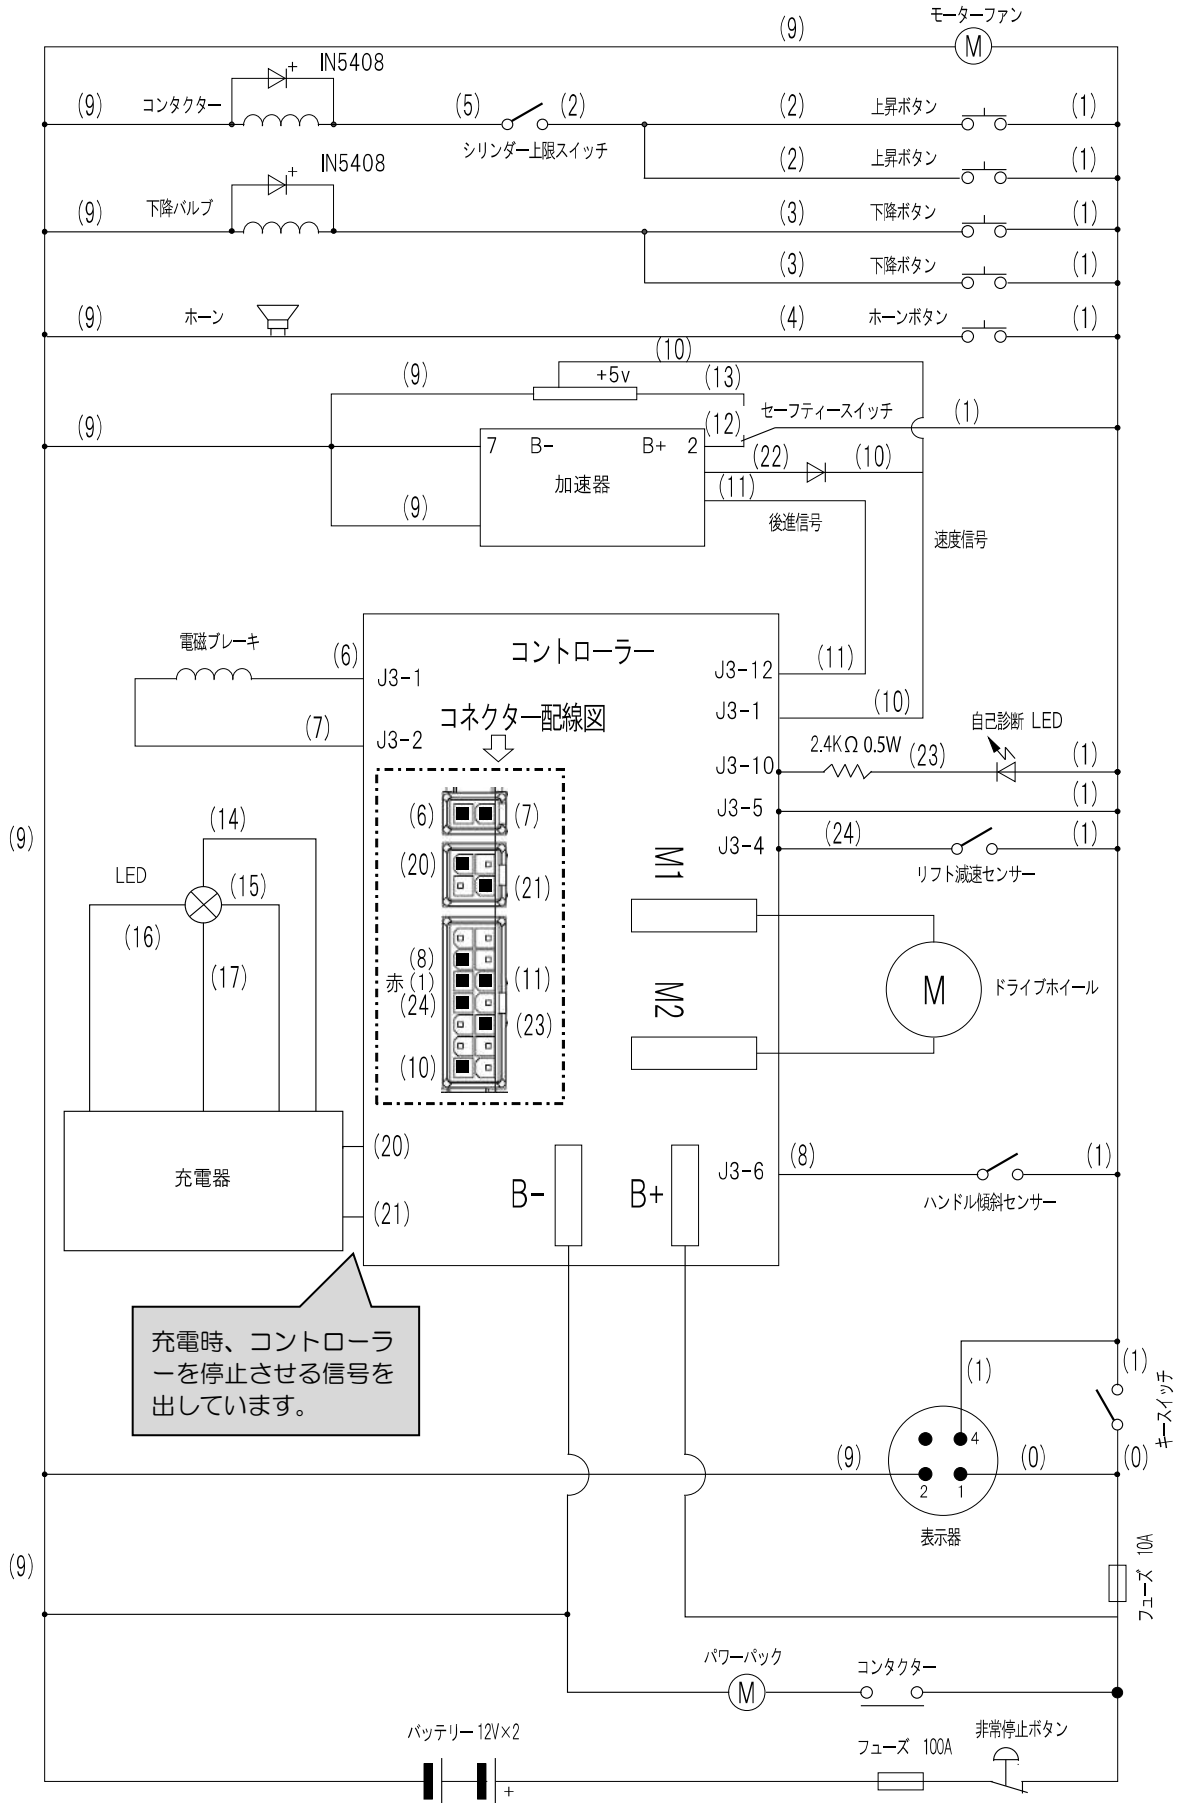 モーターファン
(9)
M
IN5408
+
(9)
コンタクター
(5)
(2)
シリンダー上限スイッチ
(2)
上昇ボタン
(1)
IN5408
+
(2)
上昇ボタン
(1)
(9)
下降バルブ
(3)
下降ボタン
(1)
(3)
下降ボタン
(1)
(9)
ホーン
(4)
ホーンボタン
(1)
(10)
(9)
+5v
(13)
セーフティースイッチ
(1)
(9)
(12)
7
B-
B+
2
(22)
(10)
加速器
(11)
(9)
後進信号
速度信号
電磁ブレーキ
(6)
コントローラー
J3-12
(11)
J3-1
J3-1
(10)
コネクター配線図
(7)
J3-2
自己診断 LED
2.4KΩ 0.5W
(23)
(1)
J3-10
(1)
J3-5
(6)
(7)
(14)
(9)
J3-4
(24)
(1)
リフト減速センサー
(20)
(21)
M1
LED
(15)
(16)
(17)
(8)
赤(1)
(11)
(24)
(23)
(10)
M2
M
ドライブホイール
(20)
充電器
(21)
B-
B+
J3-6
(8)
(1)
ハンドル傾斜センサー
充電時、コントローラ
ーを停止させる信号を
出しています。
(1)
(1)
キースイッチ
4
(9)
(0)
(0)
2
1
表示器
(9)
フューズ 10A
パワーパック
コンタクター
M
バッテリー 12V×2
+
フューズ 100A
非常停止ボタン